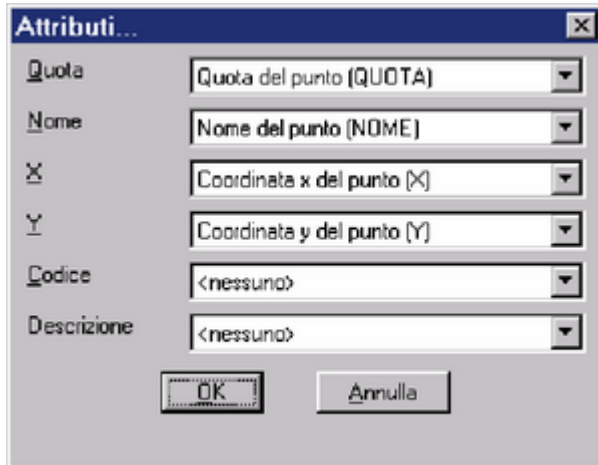 Attributi...
Quota Quota del punto (QUOTA)
Nome Nome del punto (NOME)
X Coordinata x del punto (X)
Y Coordinata y del punto (Y)
Codice <nessuno>
Descrizione <nessuno>
OK Annulla